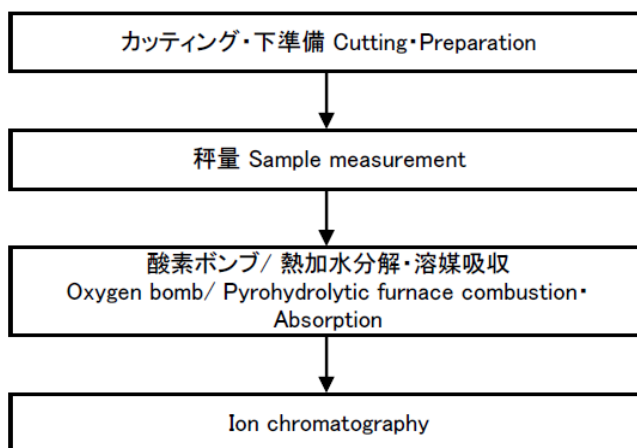 カッティング・下準備 Cutting・Preparation
秤量 Sample measurement
酸素ボンブ/ 熱加水分解・溶媒吸収
Oxygen bomb/ Pyrohydrolytic furnace combustion・
Absorption
Ion chromatography